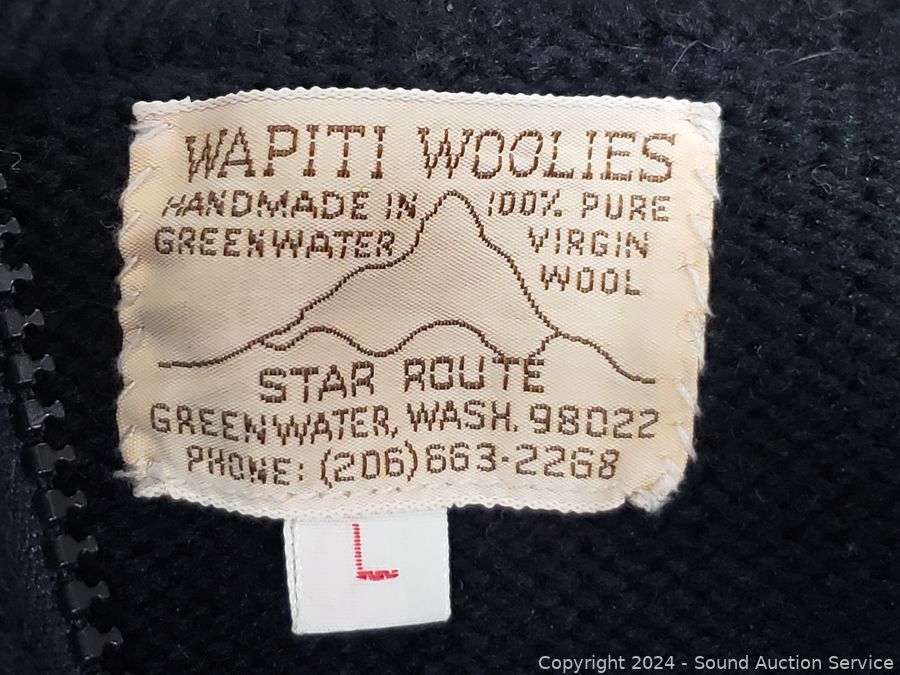 WAPITI WOOLIES
HANDMADE IN
GREENWATER
100% PURE
VIRGIN
WOOL
STAR ROUTE
GREENWATER, WASH. 98022
PHONE: (206) 663-2268
L
Copyright 2024 - Sound Auction Service